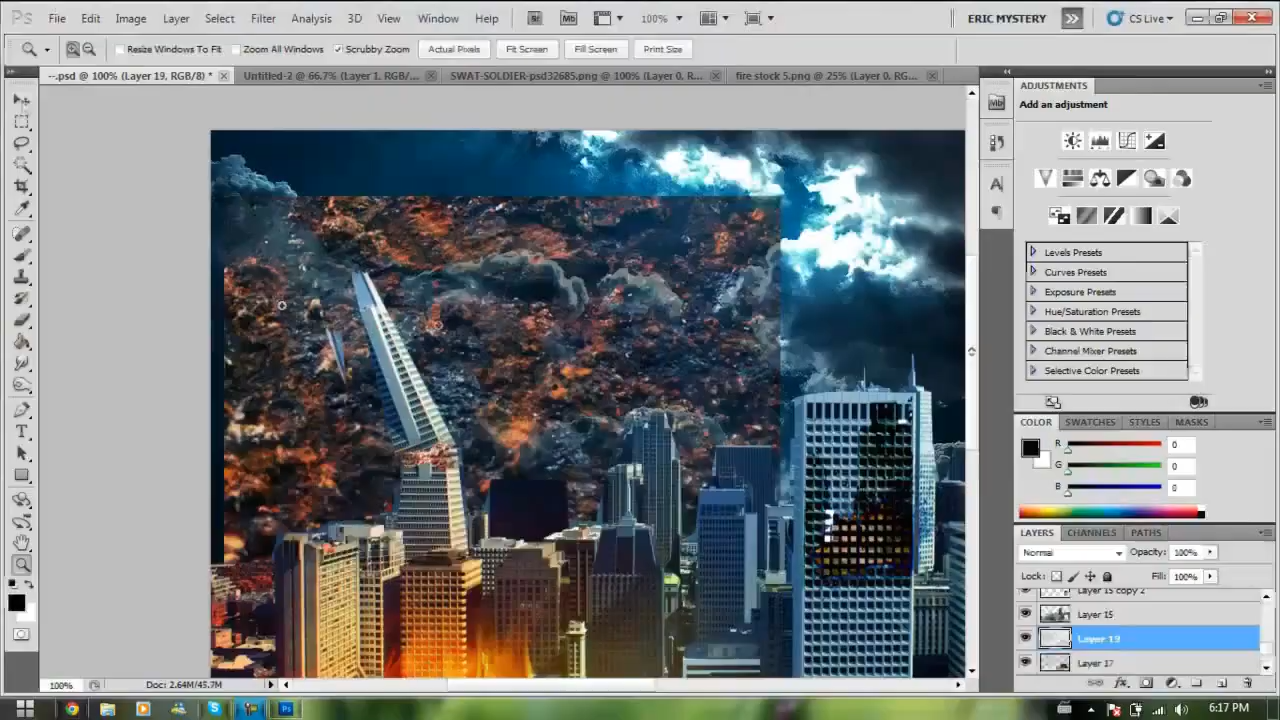 Ps File Edit Image Layer Select Filter Analysis 3D View Window Help Br Mb 100% ERIC MYSTERY CS Live
Resize Windows To Fit Zoom All Windows Scrubby Zoom Actual Pixels Fit Screen Fill Screen Print Size
--.psd @ 100% (Layer 19, RGB/8) * Untitled-2 @ 66.7% (Layer 1, RGB/... SWAT-SOLDIER-psd32685.png @ 100% (Layer 0, R... fire stock 5.png @ 25% (Layer 0, RG...
ADJUSTMENTS
Add an adjustment
Levels Presets
Curves Presets
Exposure Presets
Hue/Saturation Presets
Black & White Presets
Channel Mixer Presets
Selective Color Presets
COLOR SWATCHES STYLES MASKS
R 0
G 0
B 0
LAYERS CHANNELS PATHS
Normal Opacity: 100%
Lock: Fill: 100%
Layer 15 copy 2
Layer 15
Layer 19
Layer 17
100% Doc: 2.64M/45.7M
6:17 PM